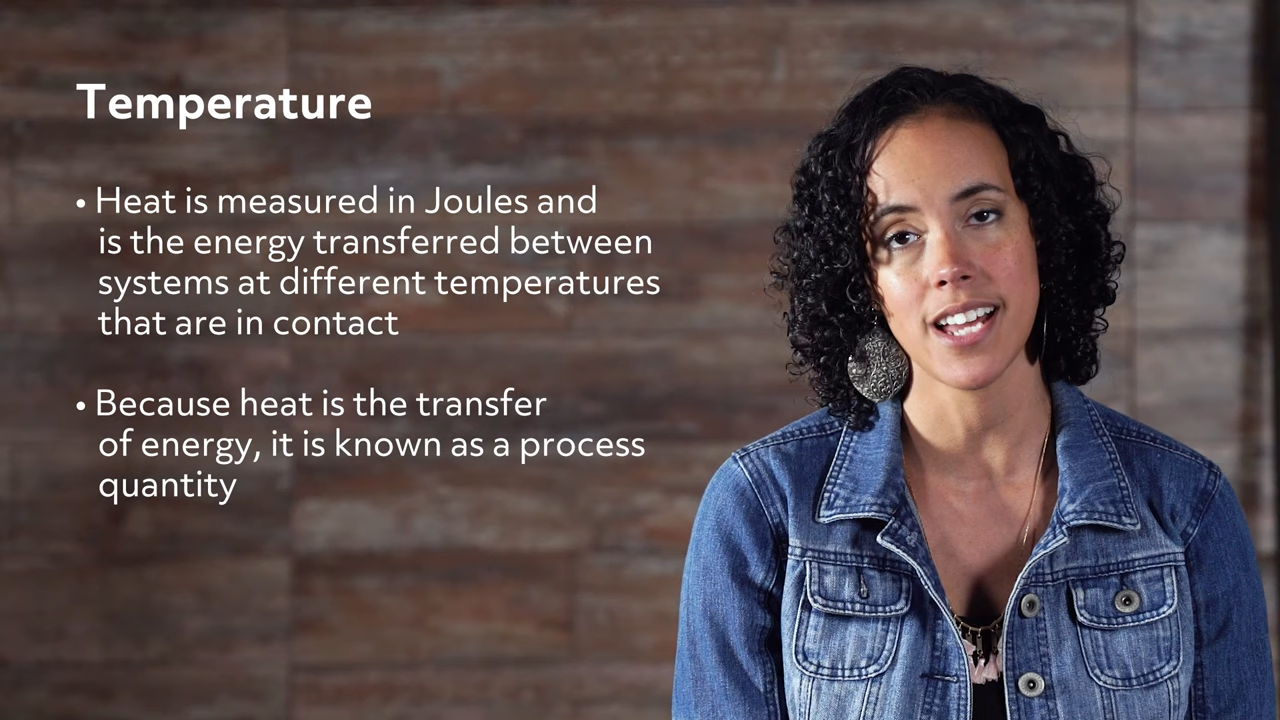 Temperature
• Heat is measured in Joules and
is the energy transferred between
systems at different temperatures
that are in contact
• Because heat is the transfer
of energy, it is known as a process
quantity